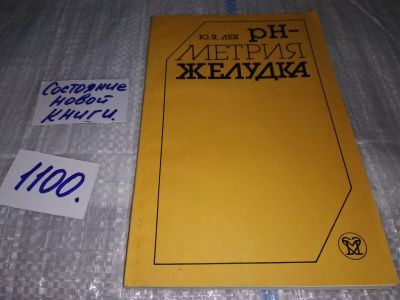 Состояние
новой
книги.
1100.
Ю.Я. ЛЕЯ pH-
МЕТРИЯ
ЖЕЛУДКА